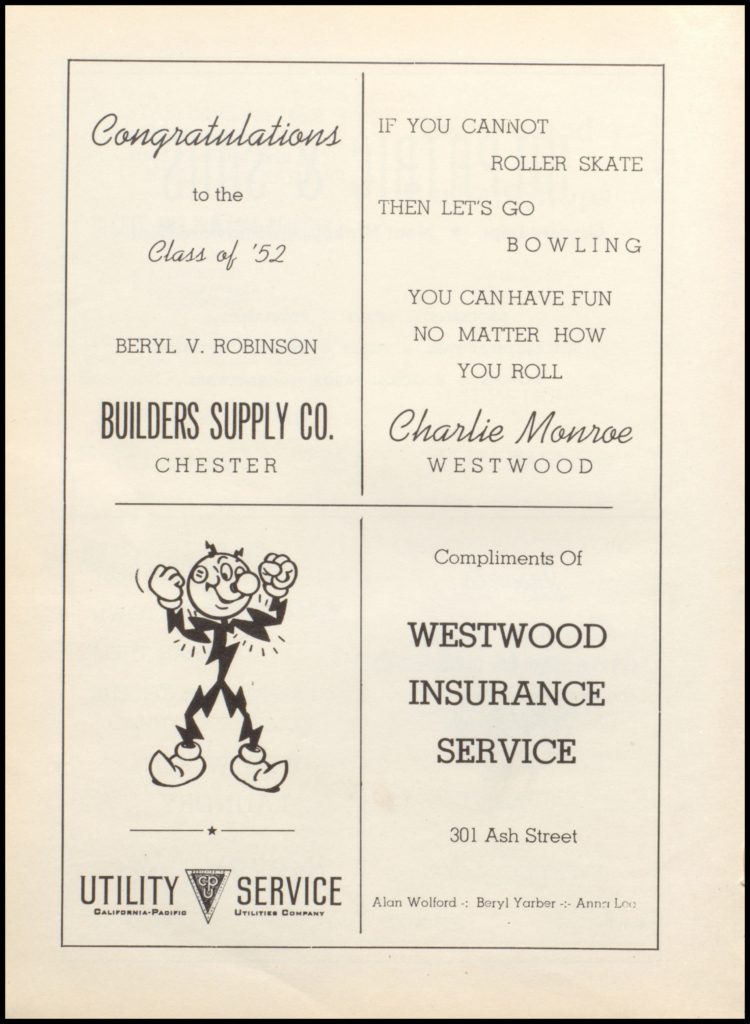 Congratulations
to the
Class of '52
BERYL V. ROBINSON
BUILDERS SUPPLY CO.
CHESTER
IF YOU CANNOT
ROLLER SKATE
THEN LET'S GO
BOWLING
YOU CAN HAVE FUN
NO MATTER HOW
YOU ROLL
Charlie Monroe
WESTWOOD
UTILITY CPU SERVICE
CALIFORNIA-PACIFIC UTILITIES COMPANY
Compliments Of
WESTWOOD
INSURANCE
SERVICE
301 Ash Street
Alan Wolford -:- Beryl Yarber -:- Anna Lee